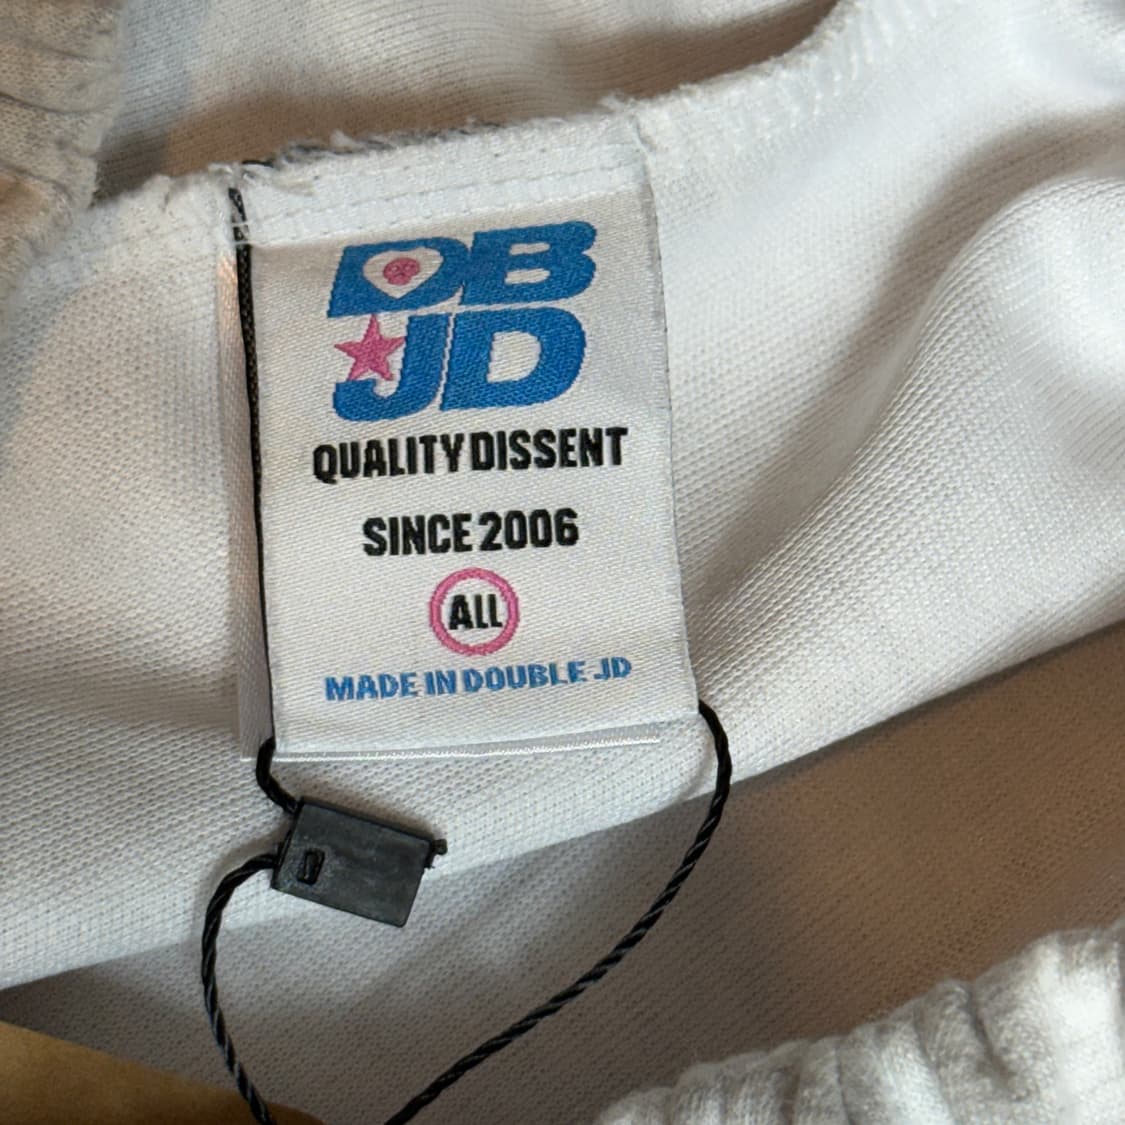 DB
JD
QUALITY DISSENT
SINCE 2006
ALL
MADE IN DOUBLE JD